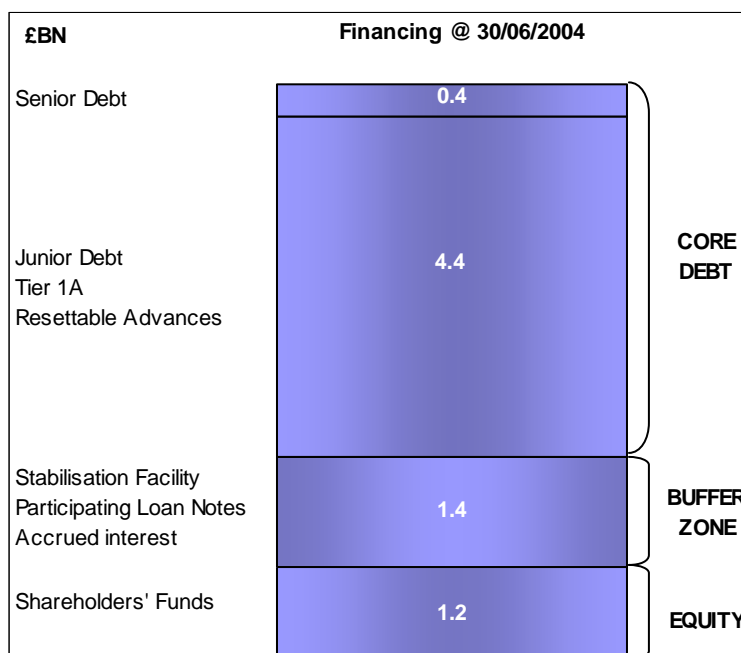 £BN
Financing @ 30/06/2004
Senior Debt
0.4
Junior Debt
Tier 1A
Resettable Advances
4.4
CORE
DEBT
Stabilisation Facility
Participating Loan Notes
Accrued interest
1.4
BUFFER
ZONE
Shareholders' Funds
1.2
EQUITY